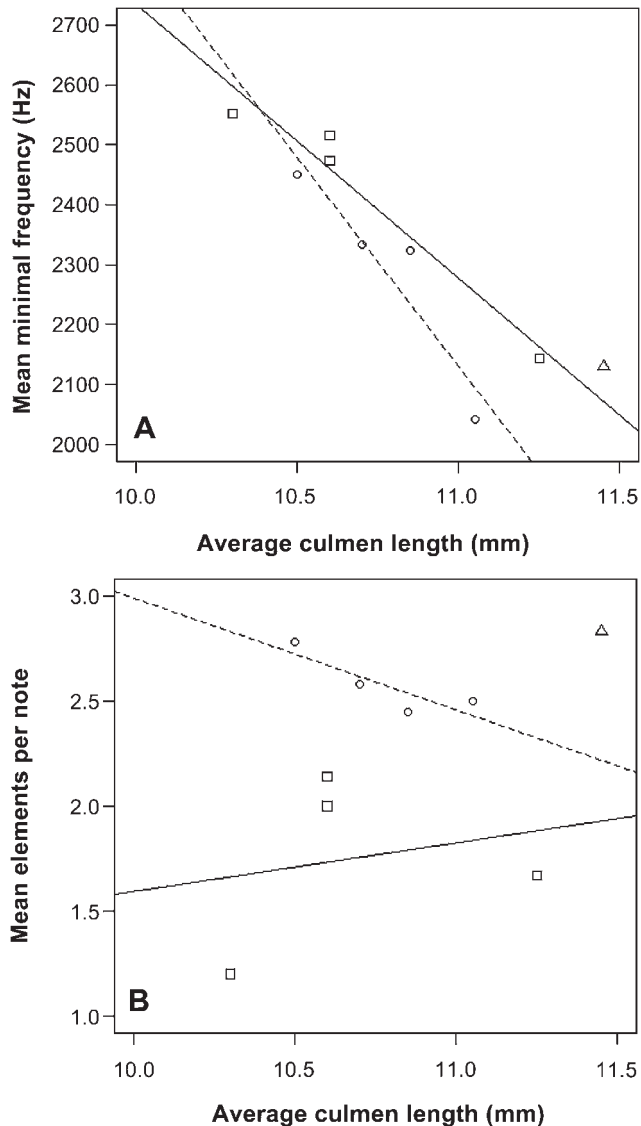 Mean minimal frequency (Hz)
2700
2600
2500
2400
2300
2200
2100
2000
A
10.0 10.5 11.0 11.5
Average culmen length (mm)
Mean elements per note
3.0
2.5
2.0
1.5
1.0
B
10.0 10.5 11.0 11.5
Average culmen length (mm)